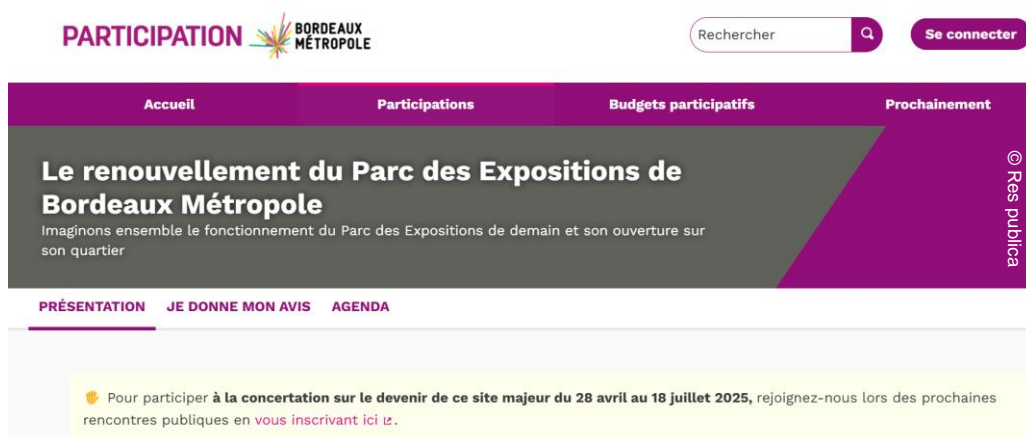 PARTICIPATION BORDEAUX
MÉTROPOLE
Rechercher
Se connecter
Accueil Participations Budgets participatifs Prochainement
Le renouvellement du Parc des Expositions de
Bordeaux Métropole
Imaginons ensemble le fonctionnement du Parc des Expositions de demain et son ouverture sur
son quartier
© Res publica
PRÉSENTATION JE DONNE MON AVIS AGENDA
Pour participer à la concertation sur le devenir de ce site majeur du 28 avril au 18 juillet 2025, rejoignez-nous lors des prochaines
rencontres publiques en vous inscrivant ici.